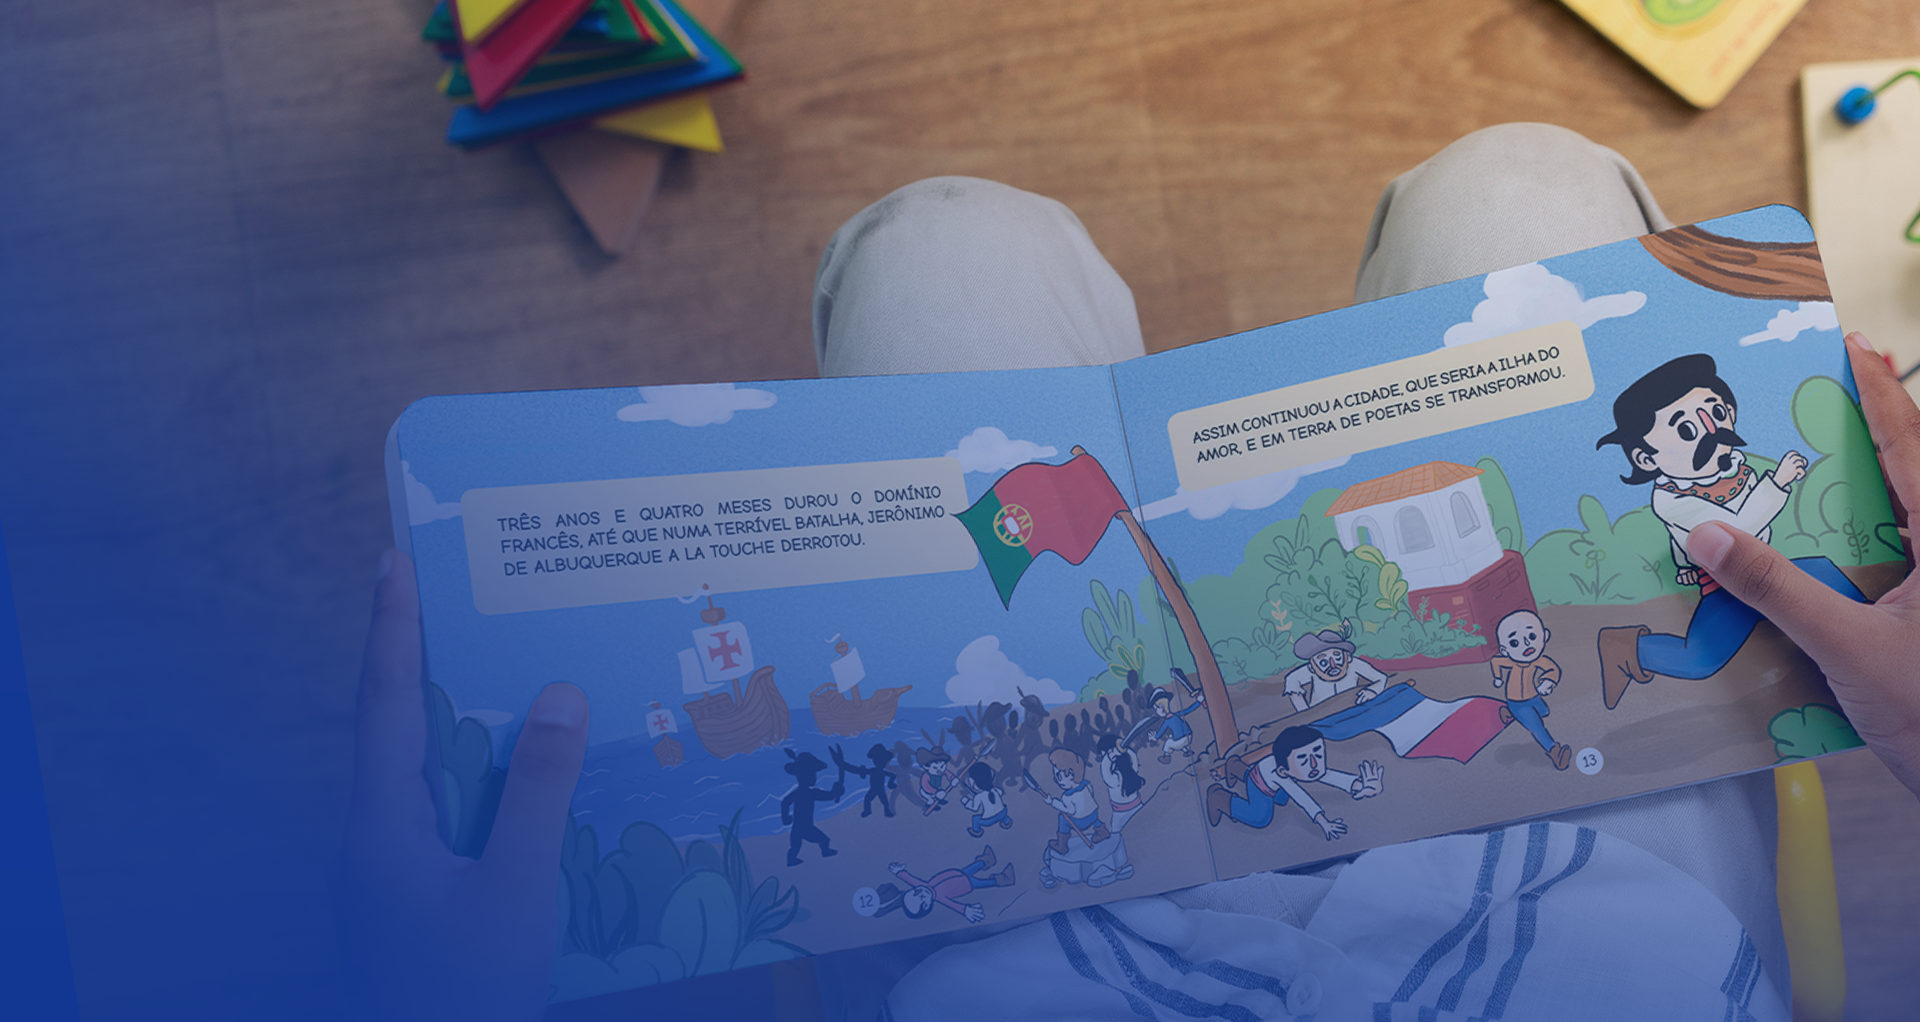 TRÊS ANOS E QUATRO MESES DUROU O DOMÍNIO
FRANCÊS, ATÉ QUE NUMA TERRÍVEL BATALHA, JERÔNIMO
DE ALBUQUERQUE A LA TOUCHE DERROTOU.
12
ASSIM CONTINUOU A CIDADE, QUE SERIA A ILHA DO
AMOR, E EM TERRA DE POETAS SE TRANSFORMOU.
13